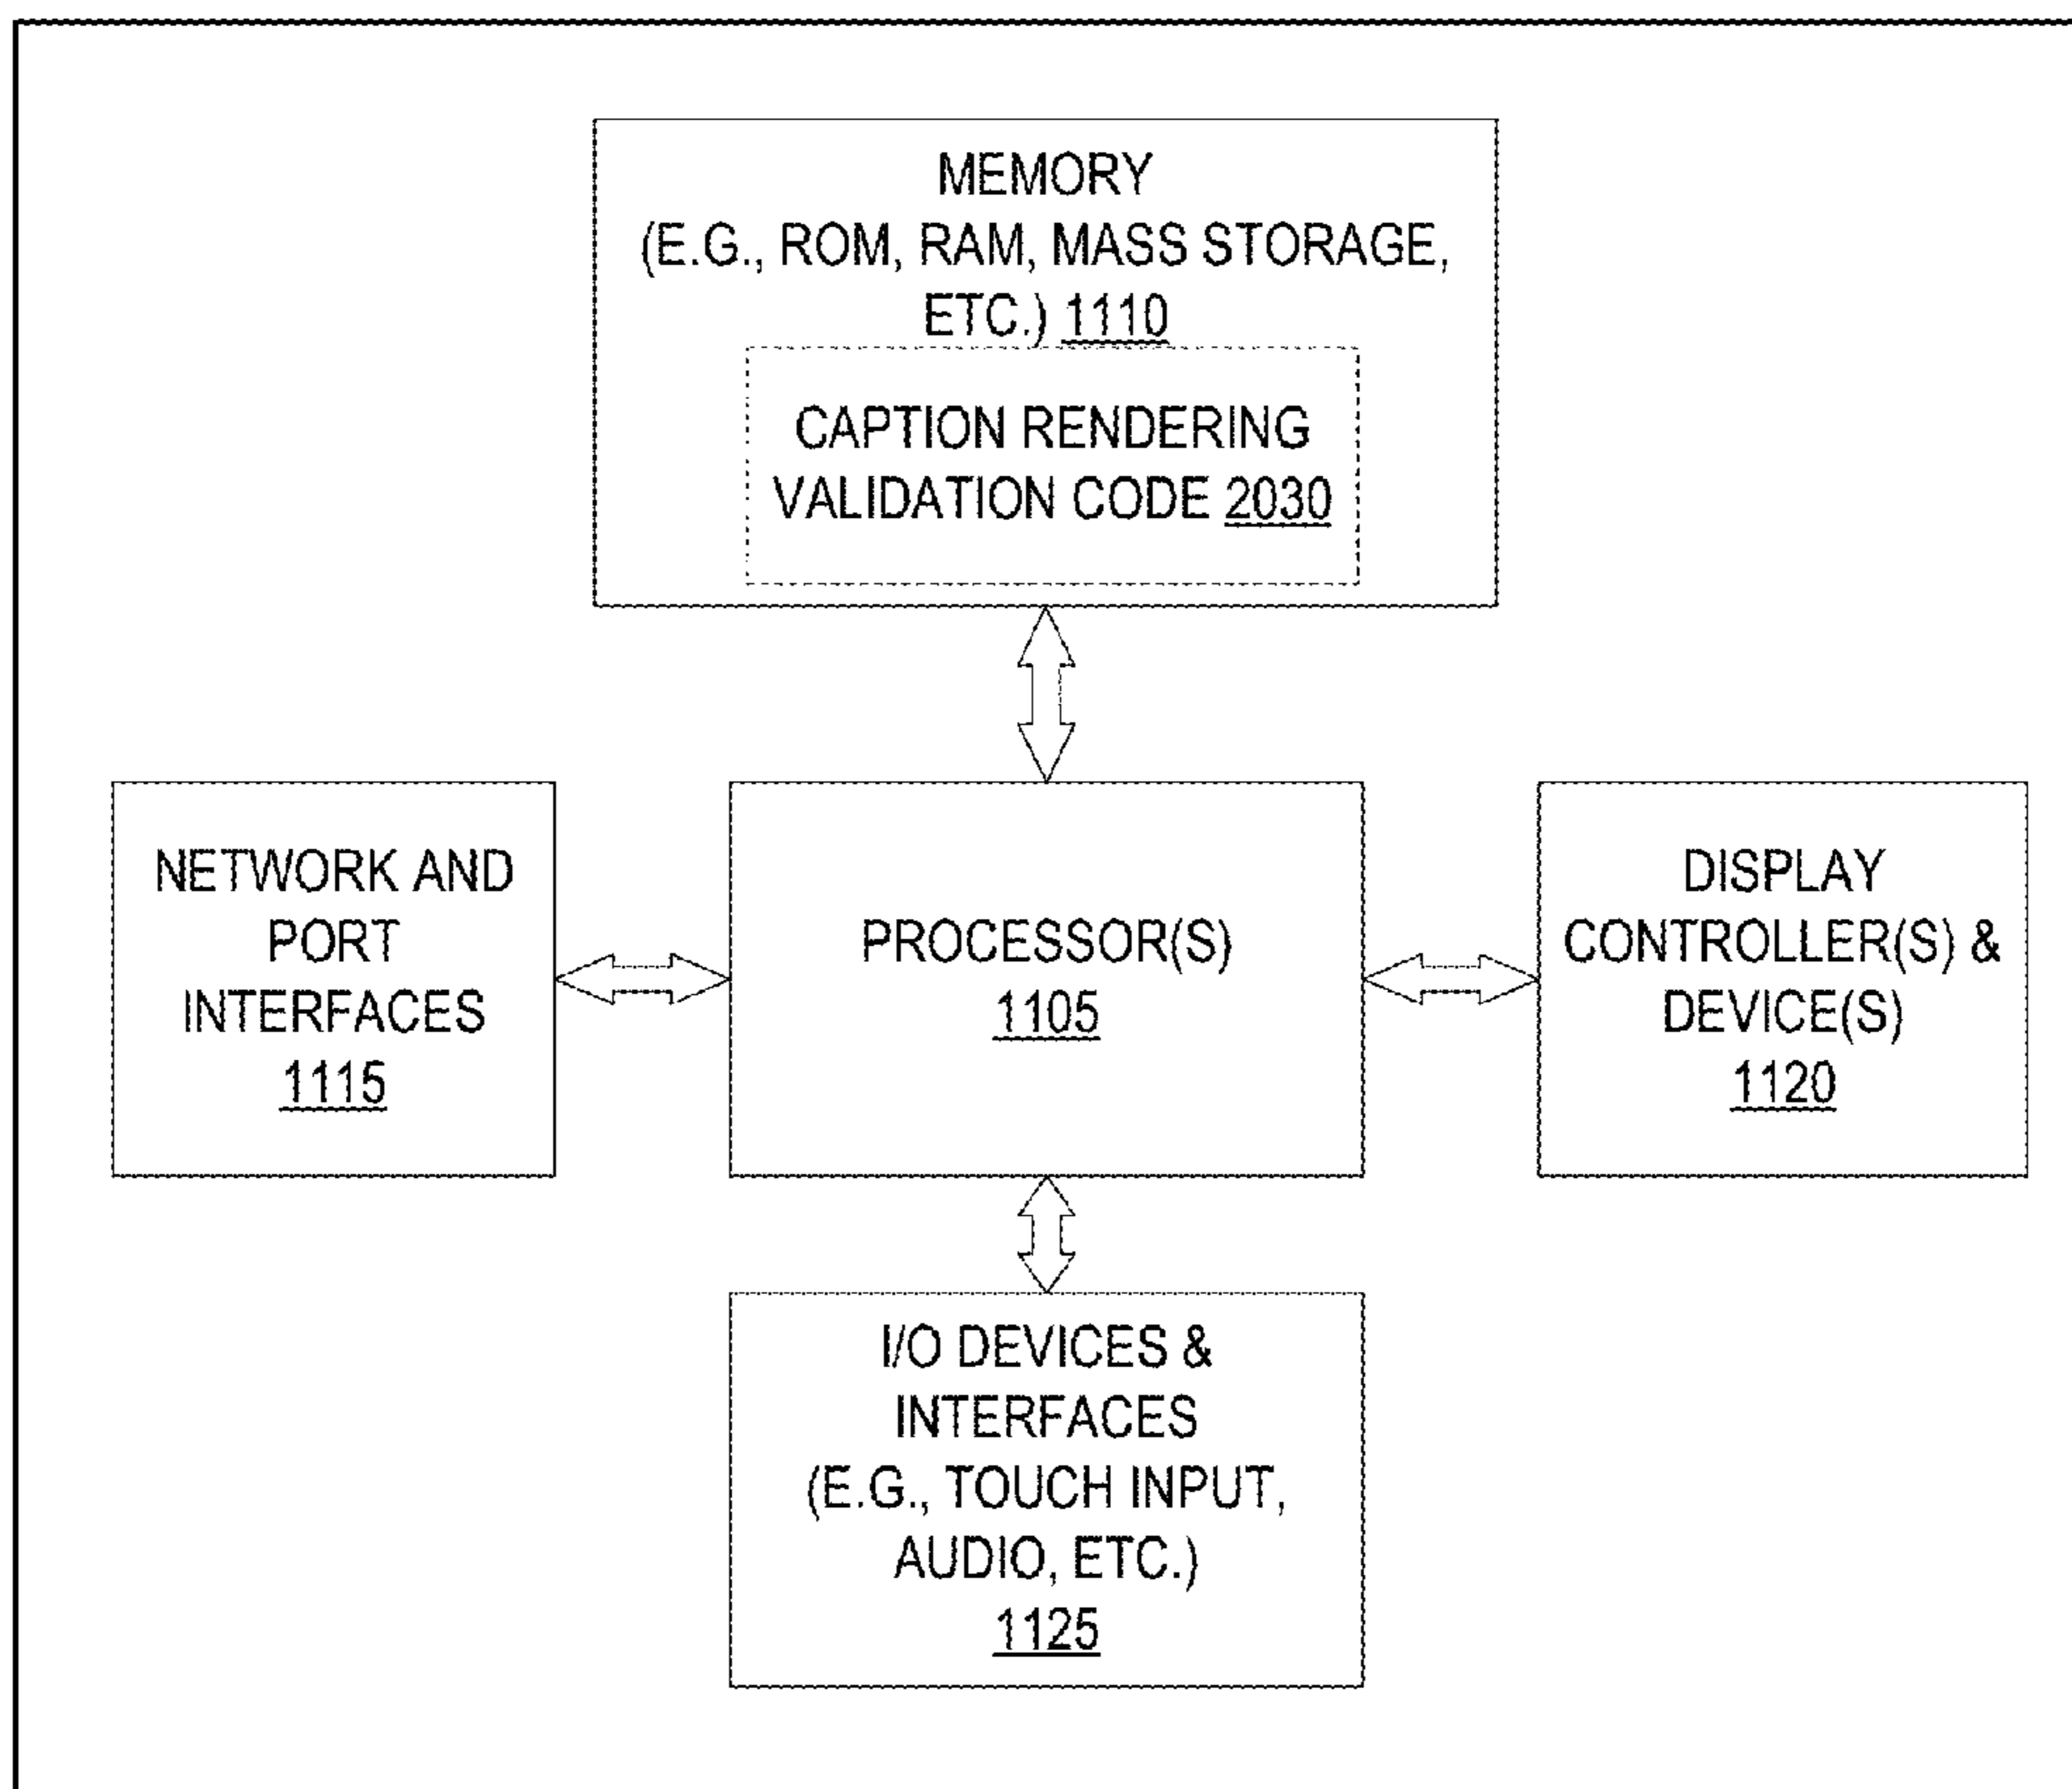 MEMORY
(E.G., ROM, RAM, MASS STORAGE,
ETC.) 1110
CAPTION RENDERING
VALIDATION CODE 2030
NETWORK AND
PORT
INTERFACES
1115
PROCESSOR(S)
1105
DISPLAY
CONTROLLER(S) &
DEVICE(S)
1120
I/O DEVICES &
INTERFACES
(E.G., TOUCH INPUT,
AUDIO, ETC.)
1125